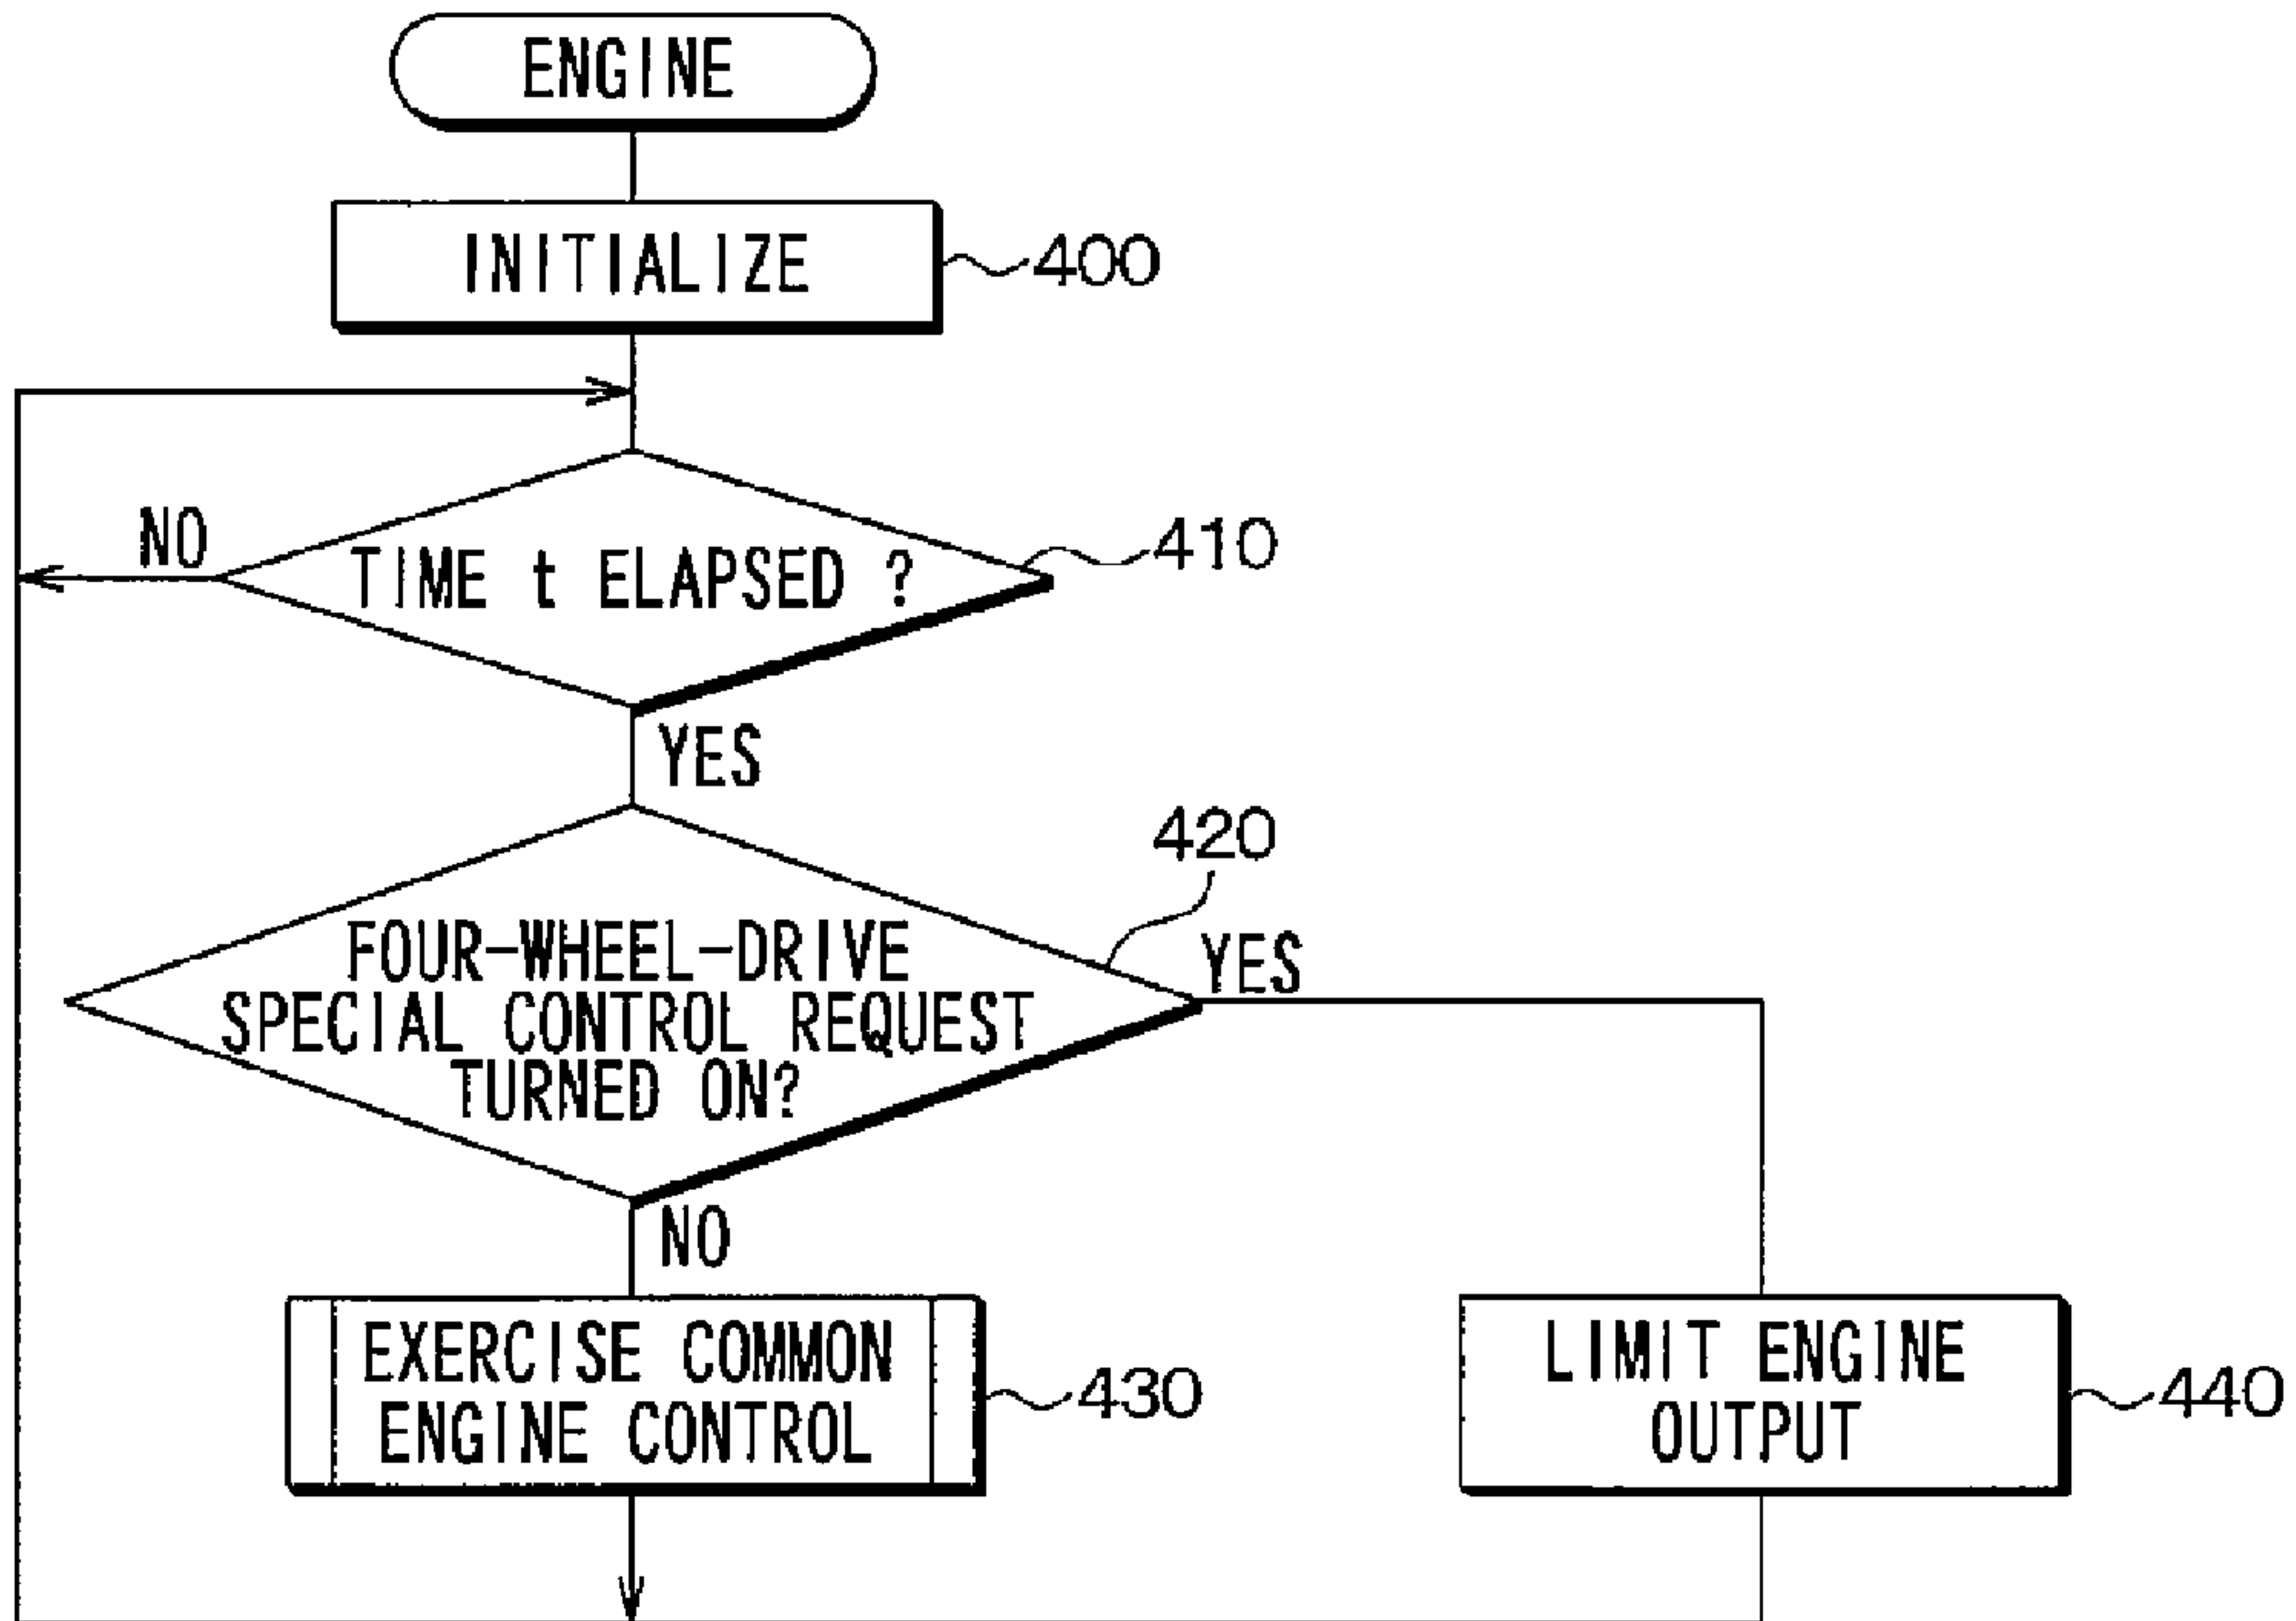 ENGINE
INITIALIZE
400
NO
TIME t ELAPSED ?
410
YES
420
FOUR-WHEEL-DRIVE
SPECIAL CONTROL REQUEST
TURNED ON?
YES
NO
EXERCISE COMMON
ENGINE CONTROL
430
LIMIT ENGINE
OUTPUT
440